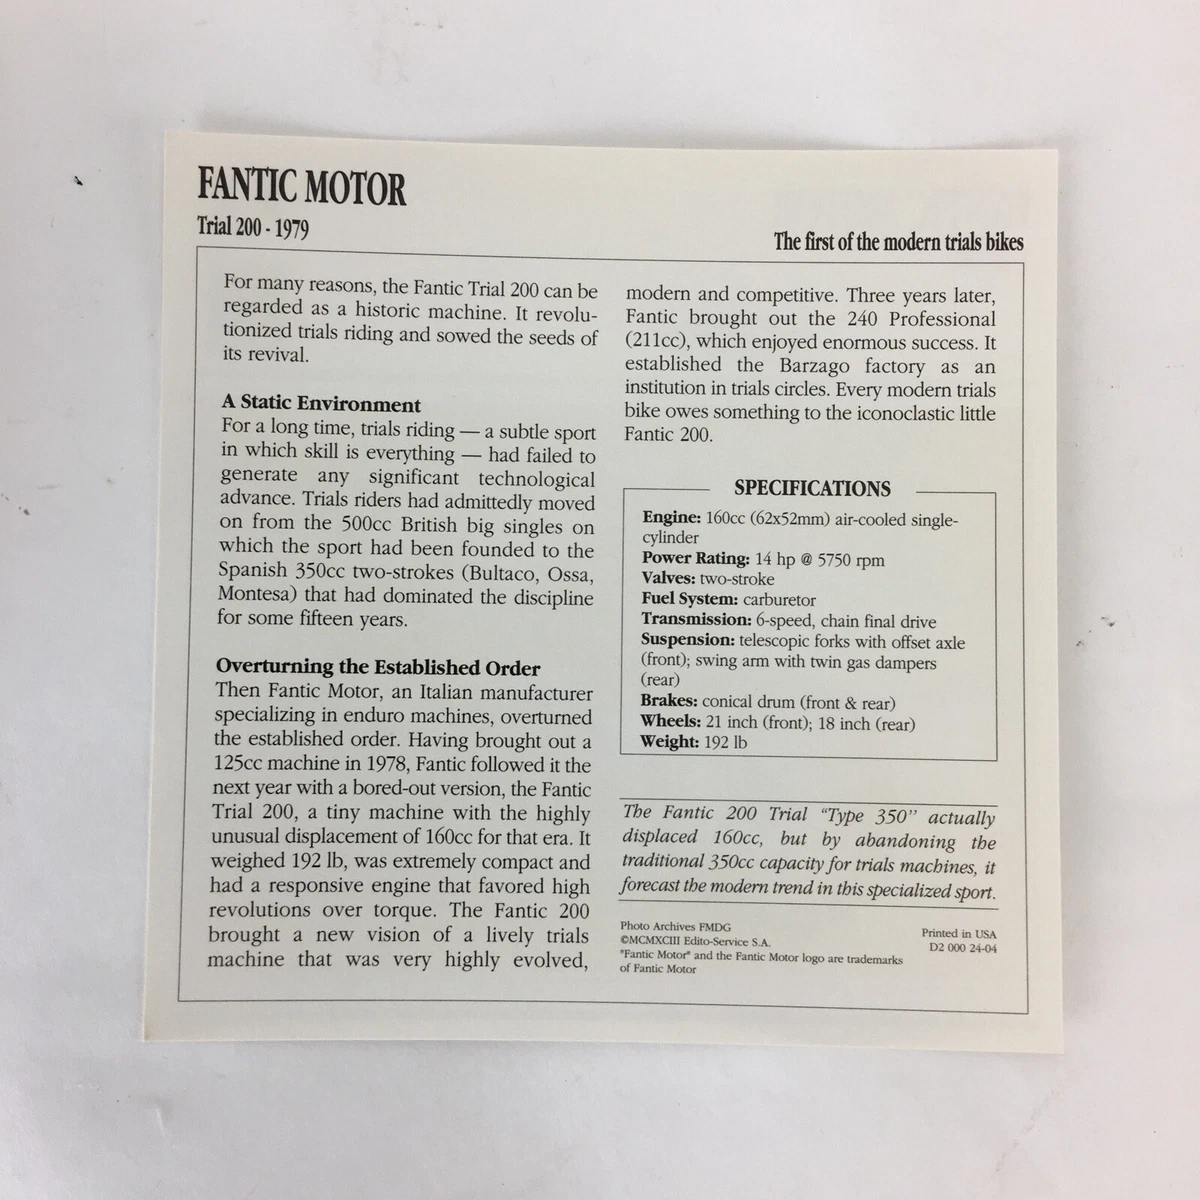 FANTIC MOTOR
Trial 200 - 1979
The first of the modern trials bikes
For many reasons, the Fantic Trial 200 can be
regarded as a historic machine. It revolu-
tionized trials riding and sowed the seeds of
its revival.
A Static Environment
For a long time, trials riding — a subtle sport
in which skill is everything — had failed to
generate any significant technological
advance. Trials riders had admittedly moved
on from the 500cc British big singles on
which the sport had been founded to the
Spanish 350cc two-strokes (Bultaco, Ossa,
Montesa) that had dominated the discipline
for some fifteen years.
Overturning the Established Order
Then Fantic Motor, an Italian manufacturer
specializing in enduro machines, overturned
the established order. Having brought out a
125cc machine in 1978, Fantic followed it the
next year with a bored-out version, the Fantic
Trial 200, a tiny machine with the highly
unusual displacement of 160cc for that era. It
weighed 192 lb, was extremely compact and
had a responsive engine that favored high
revolutions over torque. The Fantic 200
brought a new vision of a lively trials
machine that was very highly evolved,
modern and competitive. Three years later,
Fantic brought out the 240 Professional
(211cc), which enjoyed enormous success. It
established the Barzago factory as an
institution in trials circles. Every modern trials
bike owes something to the iconoclastic little
Fantic 200.
SPECIFICATIONS
Engine: 160cc (62x52mm) air-cooled single-
cylinder
Power Rating: 14 hp @ 5750 rpm
Valves: two-stroke
Fuel System: carburetor
Transmission: 6-speed, chain final drive
Suspension: telescopic forks with offset axle
(front); swing arm with twin gas dampers
(rear)
Brakes: conical drum (front & rear)
Wheels: 21 inch (front); 18 inch (rear)
Weight: 192 lb
The Fantic 200 Trial “Type 350” actually
displaced 160cc, but by abandoning the
traditional 350cc capacity for trials machines, it
forecast the modern trend in this specialized sport.
Photo Archives FMDG
©MCMXCIII Edito-Service S.A.
"Fantic Motor" and the Fantic Motor logo are trademarks
of Fantic Motor
Printed in USA
D2 000 24-04